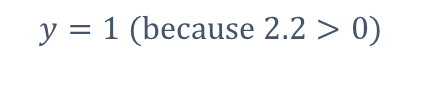 y = 1 (because 2.2 > 0)